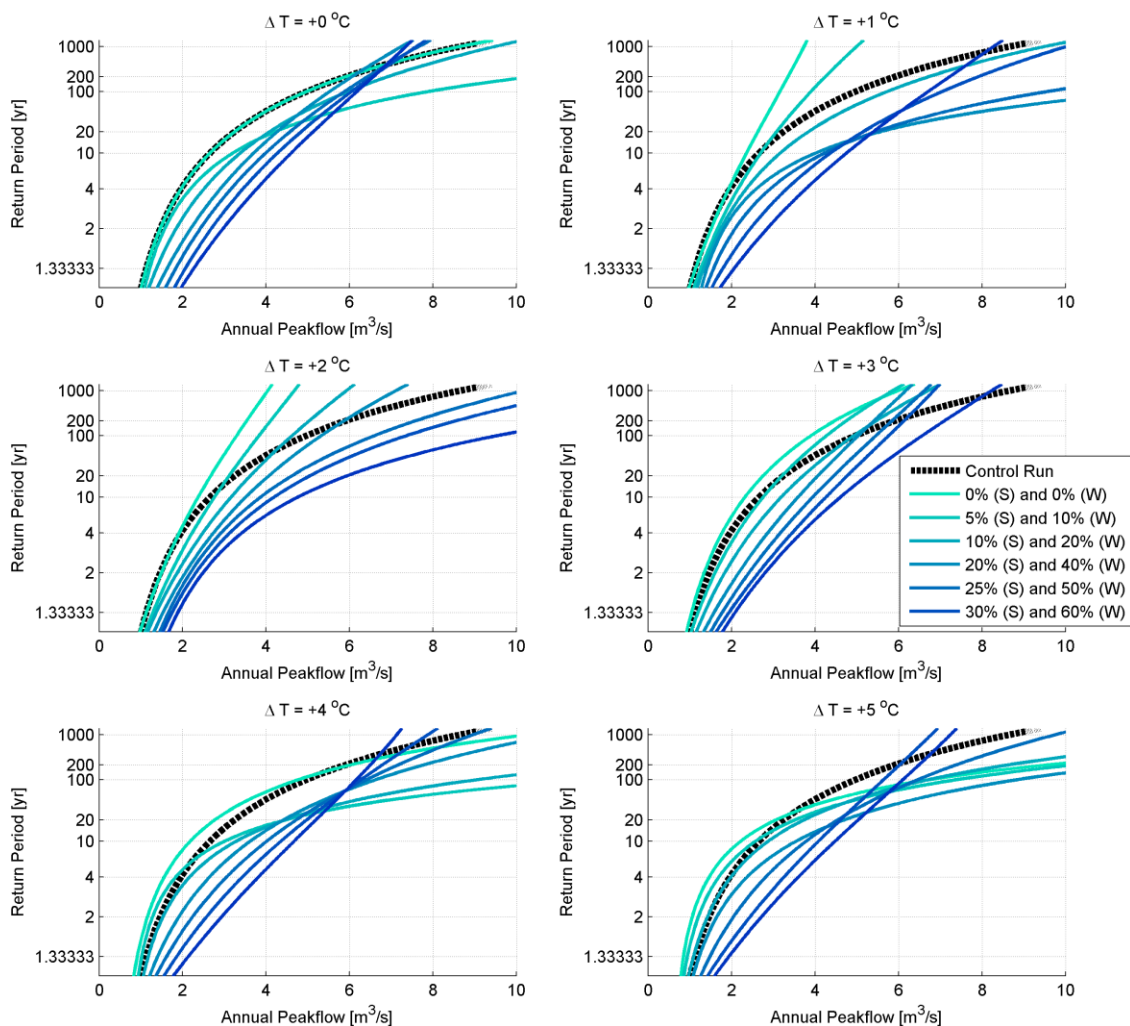 Δ T = +0 °C
1000
200
100
20
10
4
2
1.33333
Return Period [yr]
0 2 4 6 8 10
Annual Peakflow [m³/s]
Δ T = +1 °C
1000
200
100
20
10
4
2
1.33333
Return Period [yr]
0 2 4 6 8 10
Annual Peakflow [m³/s]
Δ T = +2 °C
1000
200
100
20
10
4
2
1.33333
Return Period [yr]
0 2 4 6 8 10
Annual Peakflow [m³/s]
Δ T = +3 °C
1000
200
100
20
10
4
2
1.33333
Return Period [yr]
0 2 4 6 8 10
Annual Peakflow [m³/s]
Control Run
0% (S) and 0% (W)
5% (S) and 10% (W)
10% (S) and 20% (W)
20% (S) and 40% (W)
25% (S) and 50% (W)
30% (S) and 60% (W)
Δ T = +4 °C
1000
200
100
20
10
4
2
1.33333
Return Period [yr]
0 2 4 6 8 10
Annual Peakflow [m³/s]
Δ T = +5 °C
1000
200
100
20
10
4
2
1.33333
Return Period [yr]
0 2 4 6 8 10
Annual Peakflow [m³/s]